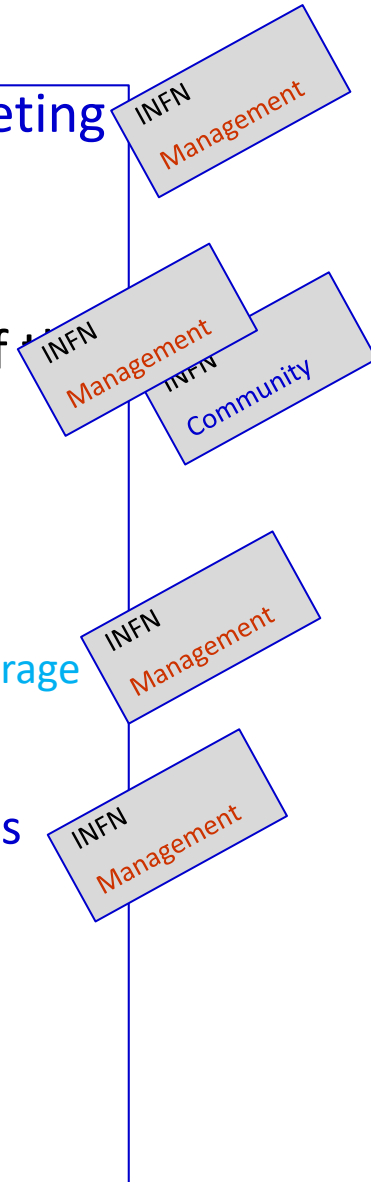 eting
INFN
Management
f
INFN
Management
INFN
Community
INFN
Management
rage
INFN
Management
s